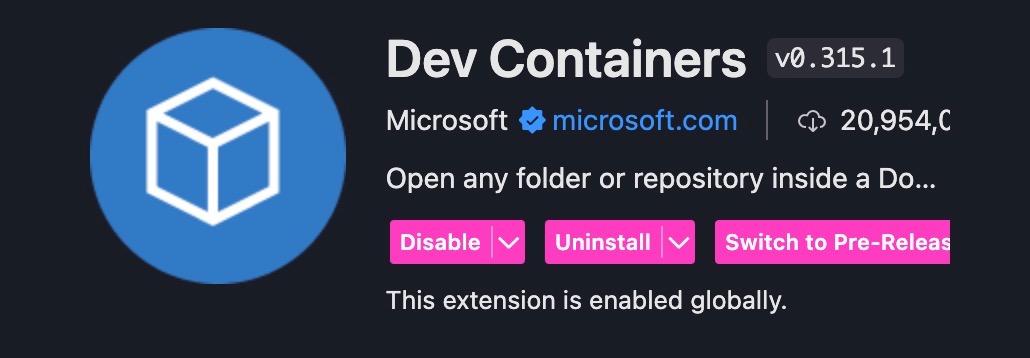 Dev Containers v0.315.1
Microsoft microsoft.com 20,954,0
Open any folder or repository inside a Do...
Disable Uninstall Switch to Pre-Releas
This extension is enabled globally.